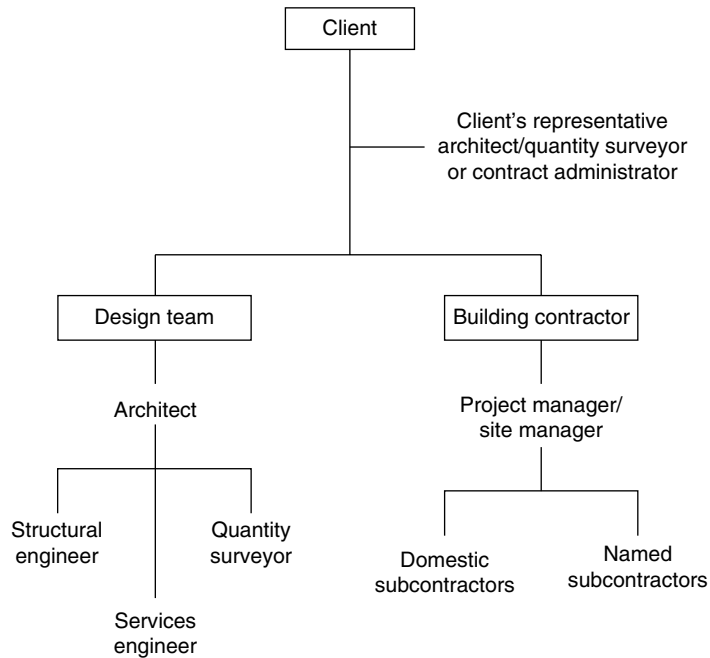 Client
Client’s representative
architect/quantity surveyor
or contract administrator
Design team
Building contractor
Architect
Project manager/
site manager
Structural
engineer
Quantity
surveyor
Services
engineer
Domestic
subcontractors
Named
subcontractors